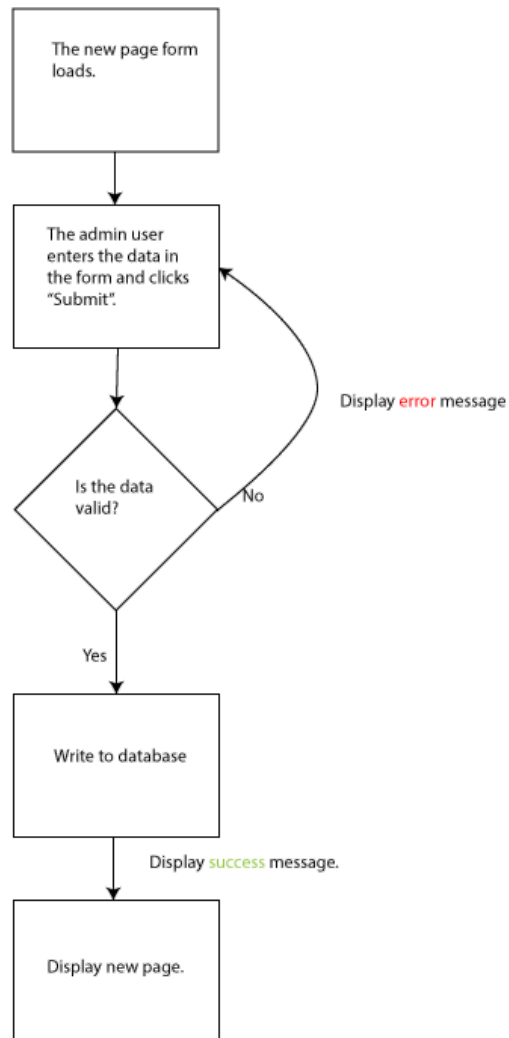 The new page form
loads.
The admin user
enters the data in
the form and clicks
“Submit”.
Display error message
Is the data
valid?
No
Yes
Write to database
Display success message.
Display new page.